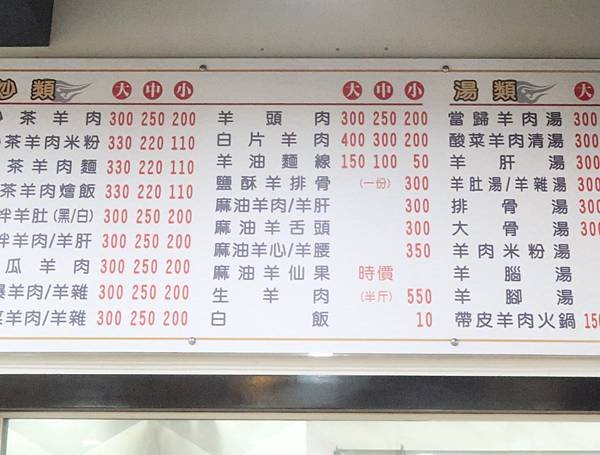 炒類 大 中 小
茶羊肉 300 250 200
茶羊肉米粉 330 220 110
茶羊肉麵 330 220 110
茶羊肉燴飯 330 220 110
拌羊肚(黑/白) 300 250 200
拌羊肉/羊肝 300 250 200
瓜羊肉 300 250 200
爆羊肉/羊雜 300 250 200
羊肉/羊雜 300 250 200
大 中 小
羊頭肉 300 250 200
白片羊肉 400 300 200
羊油麵線 150 100 50
鹽酥羊排骨 (一份) 300
麻油羊肉/羊肝 300
麻油羊舌頭 300
麻油羊心/羊腰 350
麻油羊仙果 時價
生羊肉 (半斤) 550
白飯 10
湯類 大
當歸羊肉湯 300
酸菜羊肉清湯 300
羊肝湯 300
羊肚湯/羊雜湯 300
排骨湯 300
大骨湯 300
羊肉米粉湯
羊腦湯
羊腳湯
帶皮羊肉火鍋 150